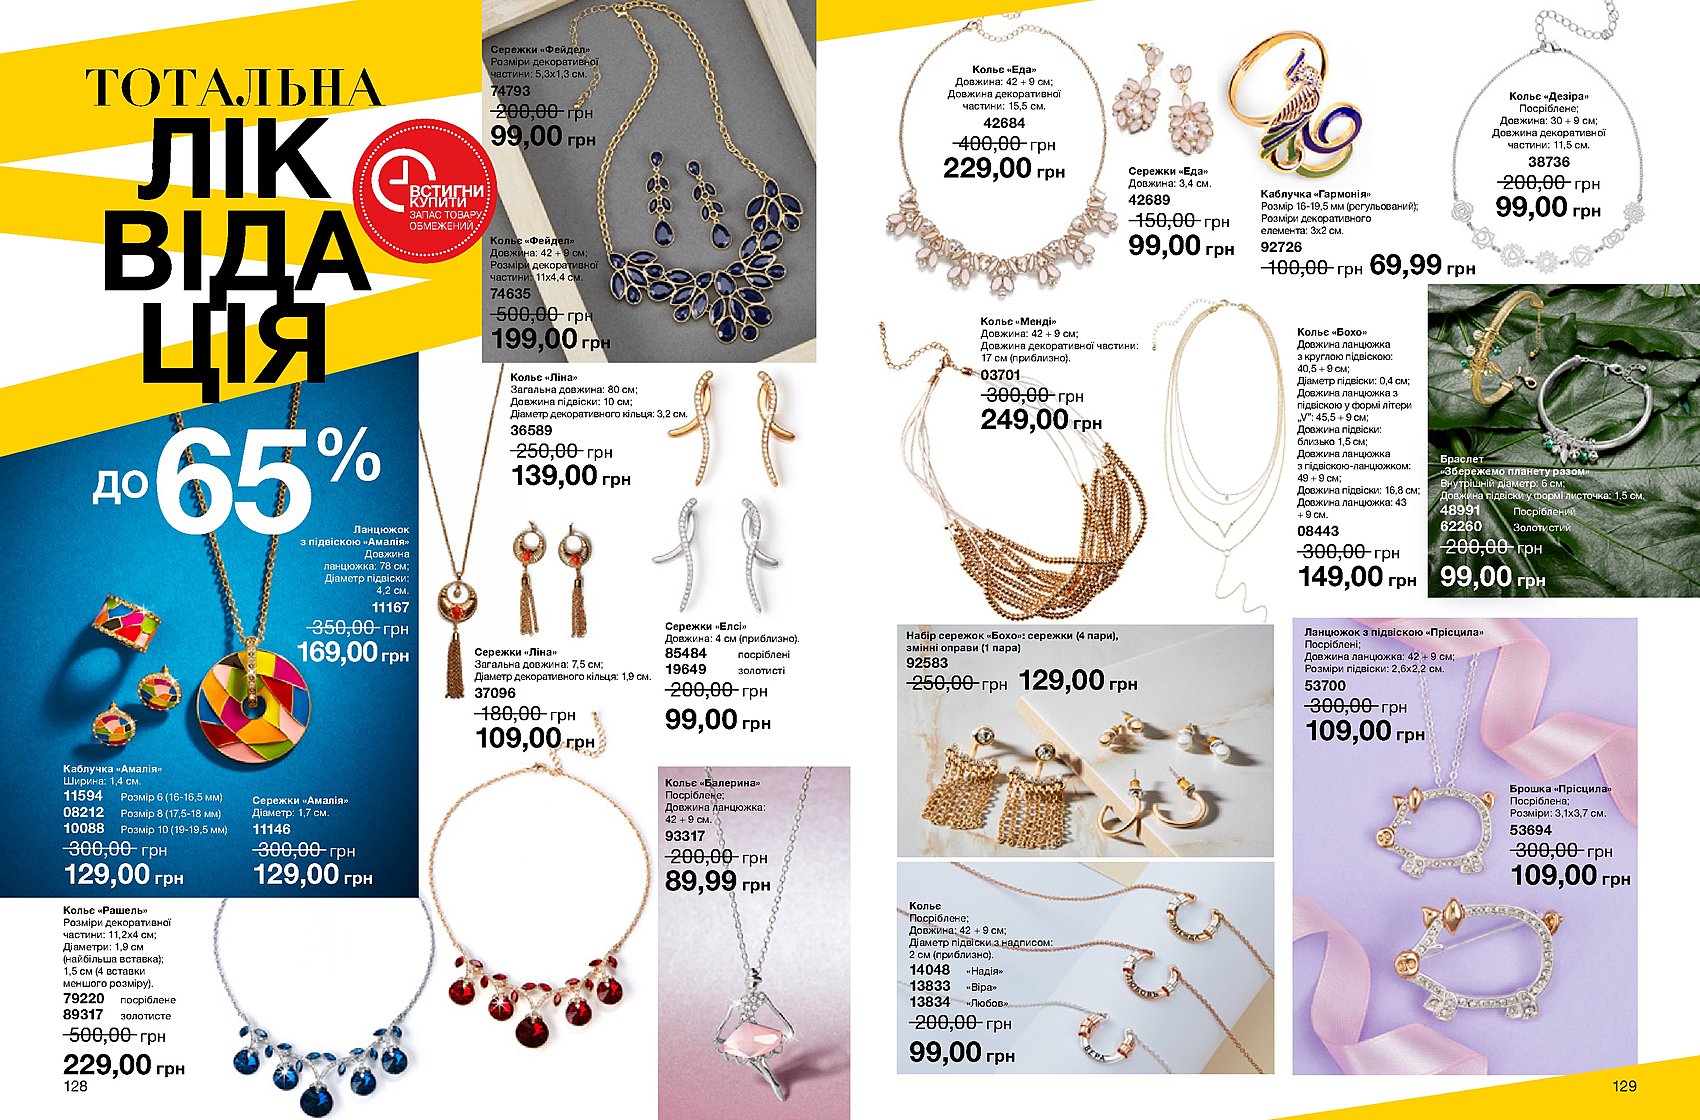 ТОТАЛЬНА
ЛІК
ВІДА
ЦІЯ
ВСТИГНИ
КУПИТИ
ЗАПАС ТОВАРУ
ОБМЕЖЕНИЙ
ДО 65%
Сережки «Фейдел»
Розміри декоративної
частини: 5,3х1,3 см.
74793
200,00 грн
99,00 грн
Кольє «Фейдел»
Довжина: 42 + 9 см;
Розміри декоративної
частини: 11х4,4 см.
74635
500,00 грн
199,00 грн
Ланцюжок
з підвіскою «Амалія»
Довжина
ланцюжка: 78 см;
Діаметр підвіски:
4,2 см.
11167
350,00 грн
169,00 грн
Каблучка «Амалія»
Ширина: 1,4 см.
11594 Розмір 6 (16-16,5 мм)
08212 Розмір 8 (17,5-18 мм)
10088 Розмір 10 (19-19,5 мм)
300,00 грн
129,00 грн
Сережки «Амалія»
Діаметр: 1,7 см.
11146
300,00 грн
129,00 грн
Кольє «Ліна»
Загальна довжина: 80 см;
Довжина підвіски: 10 см;
Діаметр декоративного кільця: 3,2 см.
36589
250,00 грн
139,00 грн
Сережки «Ліна»
Загальна довжина: 7,5 см;
Діаметр декоративного кільця: 1,9 см.
37096
180,00 грн
109,00 грн
Сережки «Елсі»
Довжина: 4 см (приблизно).
85484 посріблені
19649 золотисті
200,00 грн
99,00 грн
Кольє «Рашель»
Розміри декоративної
частини: 11,2х4 см;
Діаметри: 1,9 см
(найбільша вставка);
1,5 см (4 вставки
меншого розміру).
79220 посріблене
89317 золотисте
500,00 грн
229,00 грн
128
Кольє «Балерина»
Посріблене;
Довжина ланцюжка:
42 + 9 см.
93317
200,00 грн
89,99 грн
Кольє «Еда»
Довжина: 42 + 9 см;
Довжина декоративної
частини: 15,5 см.
42684
400,00 грн
229,00 грн
Сережки «Еда»
Довжина: 3,4 см.
42689
150,00 грн
99,00 грн
Каблучка «Гармонія»
Розмір 16-19,5 мм (регульований);
Розміри декоративного
елемента: 3х2 см.
92726
100,00 грн 69,99 грн
Кольє «Дезіра»
Посріблене;
Довжина: 30 + 9 см;
Довжина декоративної
частини: 11,5 см.
38736
200,00 грн
99,00 грн
Кольє «Менді»
Довжина: 42 + 9 см;
Довжина декоративної частини:
17 см (приблизно).
03701
300,00 грн
249,00 грн
Кольє «Бохо»
Довжина ланцюжка
з круглою підвіскою:
40,5 + 9 см;
Діаметр підвіски: 0,4 см;
Довжина ланцюжка з
підвіскою у формі літери
„V": 45,5 + 9 см;
Довжина підвіски:
близько 1,5 см;
Довжина ланцюжка
з підвіскою-ланцюжком:
49 + 9 см;
Довжина підвіски: 16,8 см;
Довжина ланцюжка: 43
+ 9 см.
08443
300,00 грн
149,00 грн
Браслет
«Збережемо планету разом»
Внутрішній діаметр: 6 см;
Довжина підвіски у формі листочка: 1,5 см.
48991 Посріблений
62260 Золотистий
200,00 грн
99,00 грн
Набір сережок «Бохо»: сережки (4 пари),
змінні оправи (1 пара)
92583
250,00 грн 129,00 грн
Кольє
Посріблене;
Довжина: 42 + 9 см;
Діаметр підвіски з надписом:
2 см (приблизно).
14048 «Надія»
13833 «Віра»
13834 «Любов»
200,00 грн
99,00 грн
ЛЮБОВЬ
ВЕРА
Ланцюжок з підвіскою «Прісцила»
Посріблені;
Довжина ланцюжка: 42 + 9 см;
Розміри підвіски: 2,6х2,2 см.
53700
300,00 грн
109,00 грн
Брошка «Прісцила»
Посріблена;
Розміри: 3,1х3,7 см.
53694
300,00 грн
109,00 грн
129